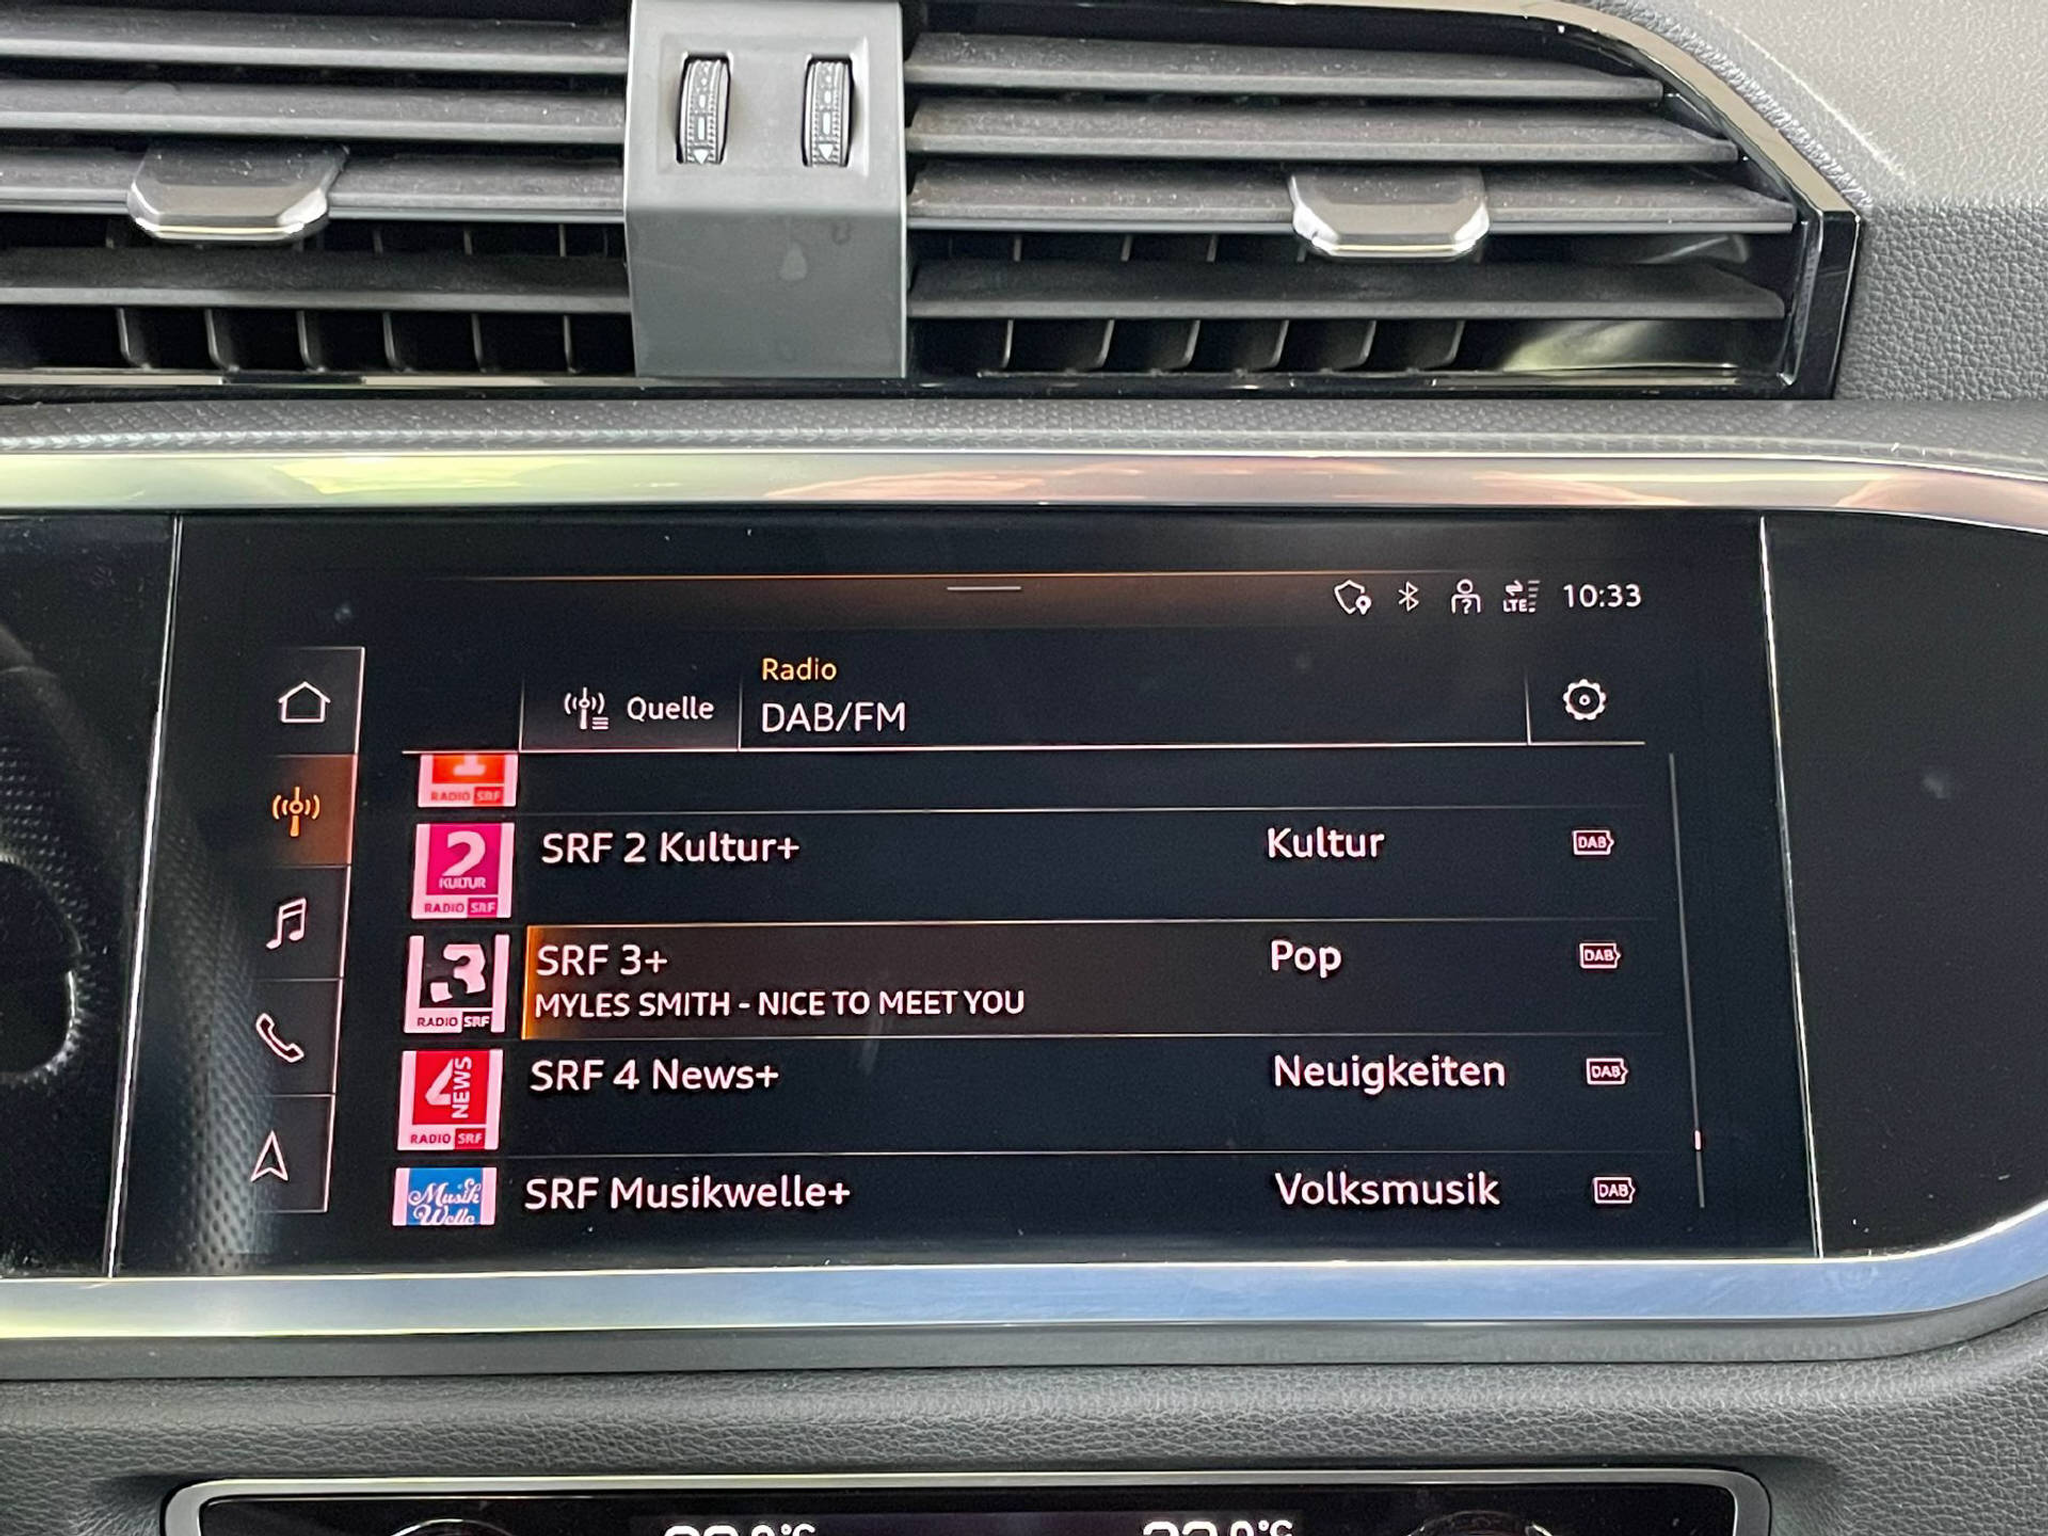 LTE 10:33
Radio
Quelle DAB/FM
1
RADIO SRF
2 KULTUR RADIO SRF SRF 2 Kultur+ Kultur DAB
3 RADIO SRF SRF 3+ Pop DAB
MYLES SMITH - NICE TO MEET YOU
4 NEWS RADIO SRF SRF 4 News+ Neuigkeiten DAB
Musik Welle SRF Musikwelle+ Volksmusik DAB
°C °C